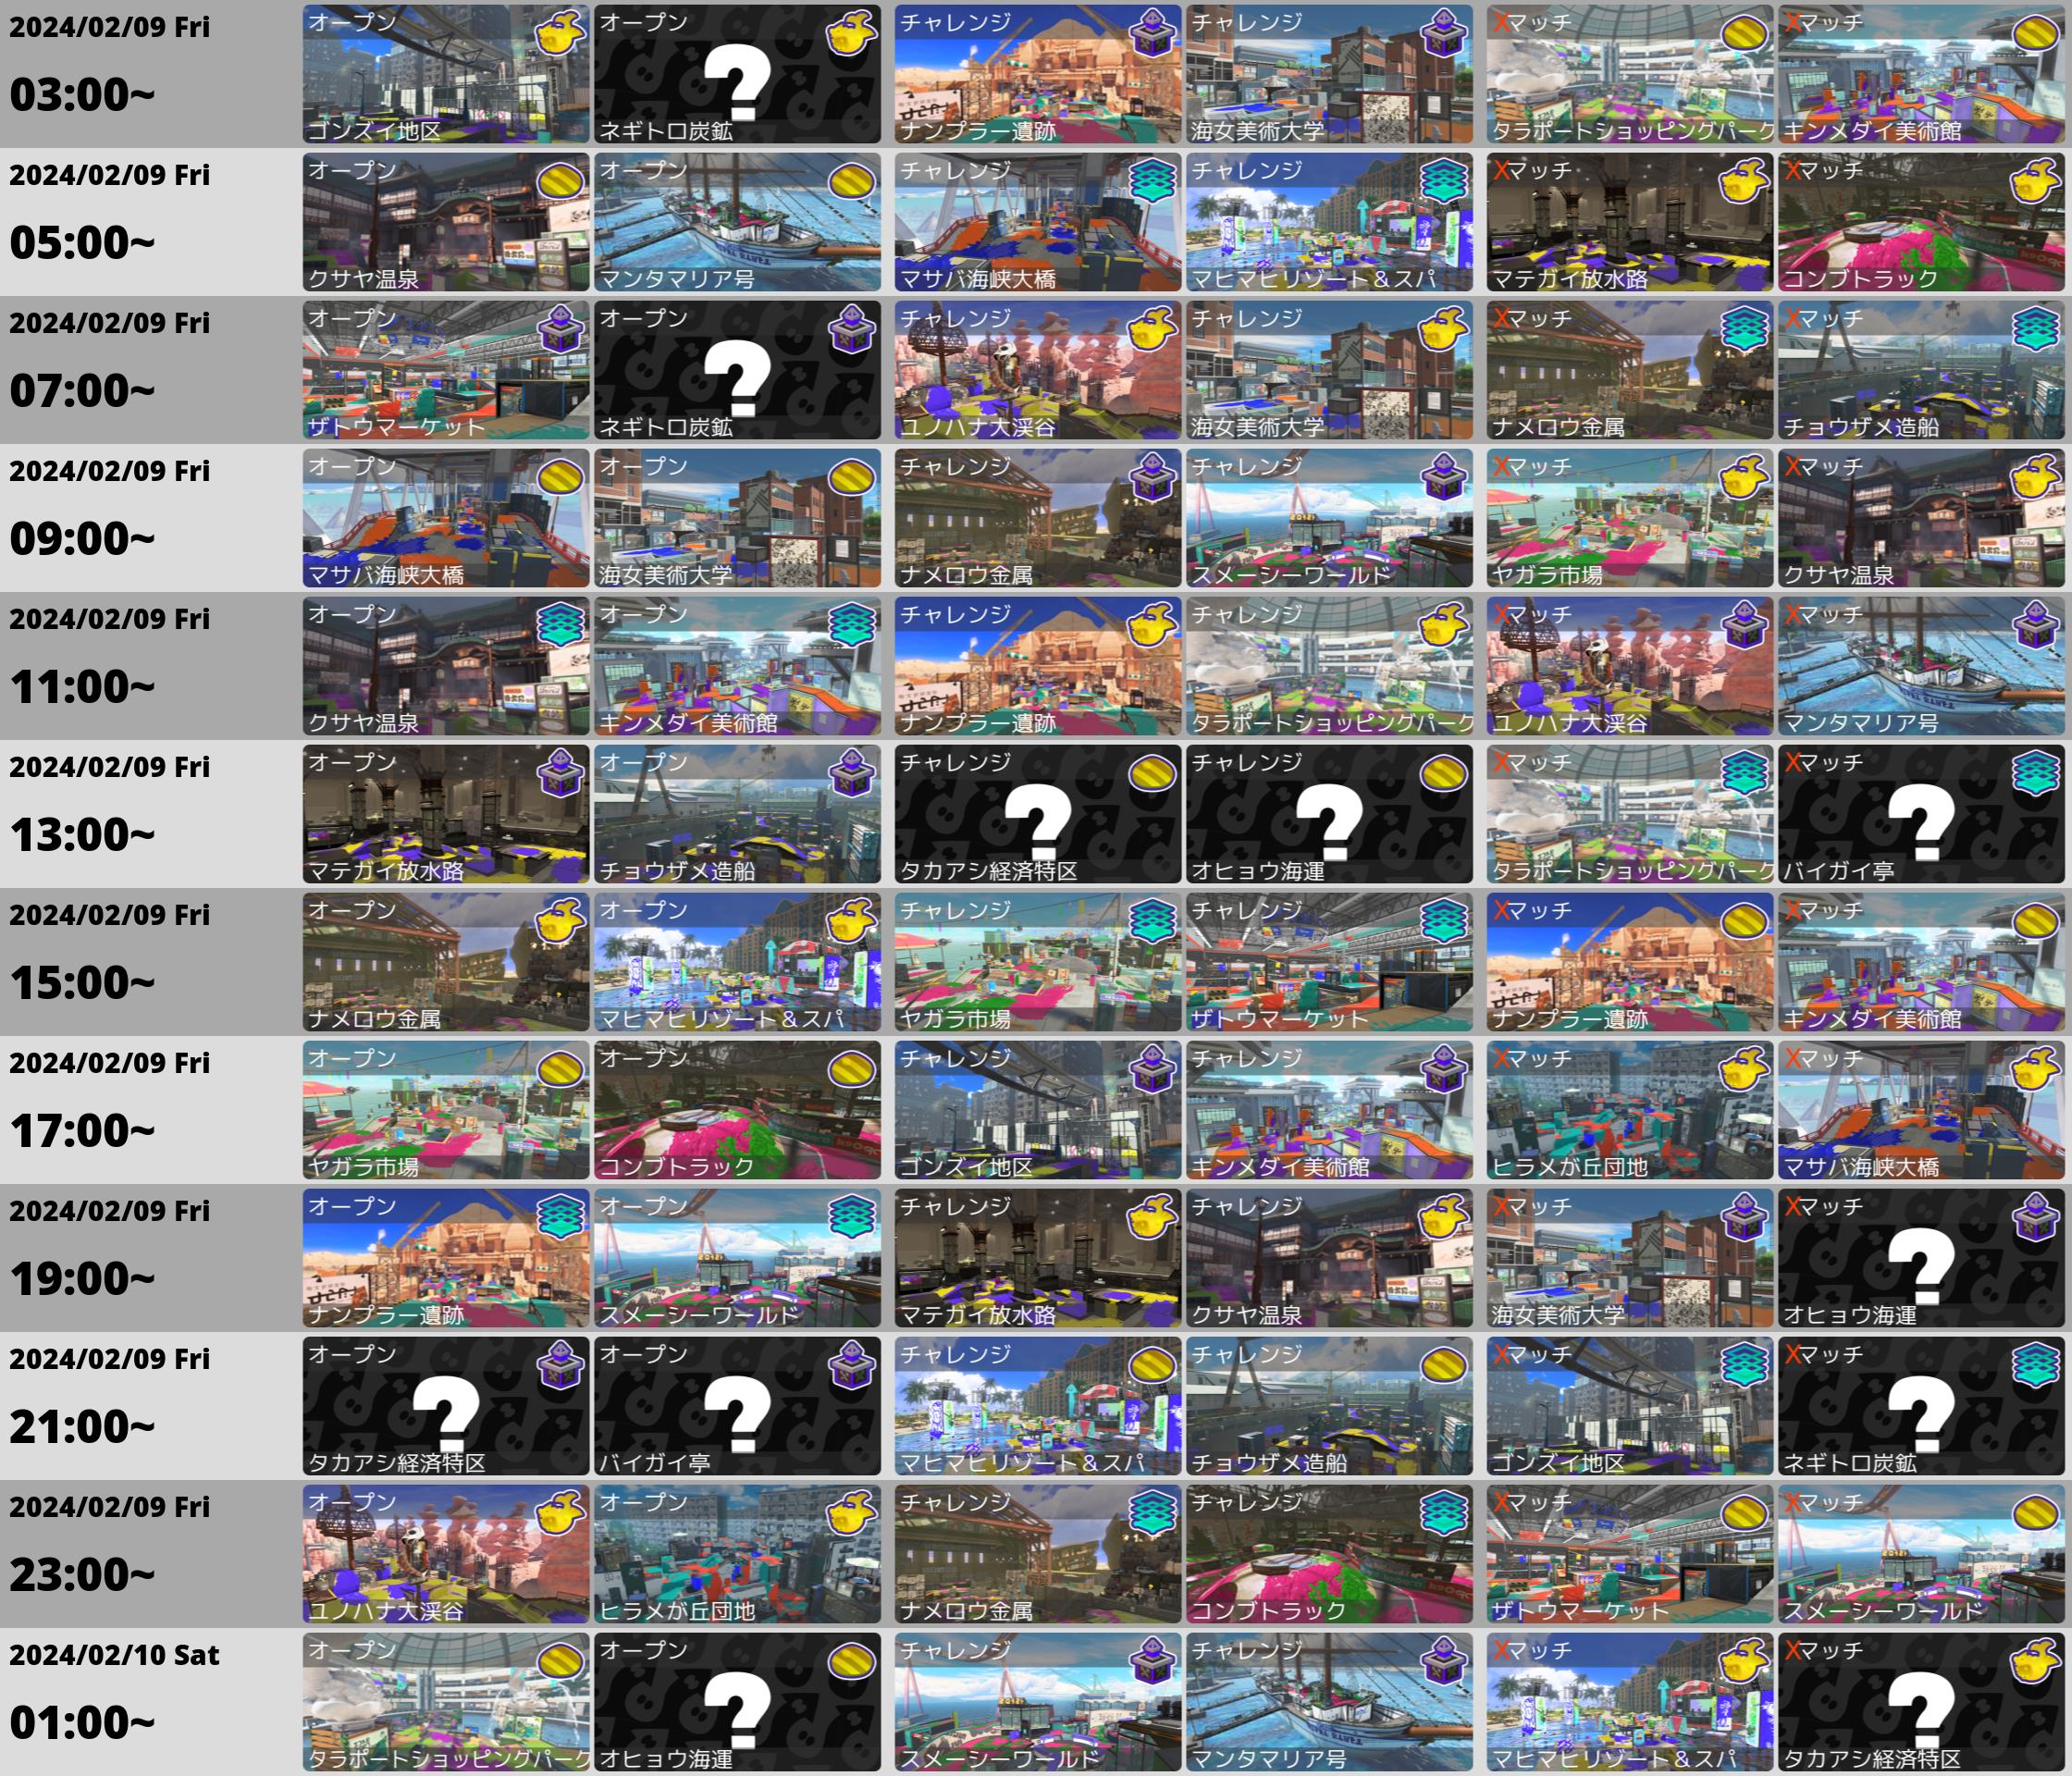 2024/02/09 Fri
03:00~
オープン
ゴンズイ地区
オープン
ネギトロ炭鉱
チャレンジ
ナンプラー遺跡
チャレンジ
海女美術大学
Xマッチ
タラポートショッピングパーク
Xマッチ
キンメダイ美術館
2024/02/09 Fri
05:00~
オープン
クサヤ温泉
オープン
マンタマリア号
チャレンジ
マサバ海峡大橋
チャレンジ
マヒマヒリゾート＆スパ
Xマッチ
マテガイ放水路
Xマッチ
コンブトラック
2024/02/09 Fri
07:00~
オープン
ザトウマーケット
オープン
ネギトロ炭鉱
チャレンジ
ユノハナ大渓谷
チャレンジ
海女美術大学
Xマッチ
ナメロウ金属
Xマッチ
チョウザメ造船
2024/02/09 Fri
09:00~
オープン
マサバ海峡大橋
オープン
海女美術大学
チャレンジ
ナメロウ金属
チャレンジ
スメーシーワールド
Xマッチ
ヤガラ市場
Xマッチ
クサヤ温泉
2024/02/09 Fri
11:00~
オープン
クサヤ温泉
オープン
キンメダイ美術館
チャレンジ
ナンプラー遺跡
チャレンジ
タラポートショッピングパーク
Xマッチ
ユノハナ大渓谷
Xマッチ
マンタマリア号
2024/02/09 Fri
13:00~
オープン
マテガイ放水路
オープン
チョウザメ造船
チャレンジ
タカアシ経済特区
チャレンジ
オヒョウ海運
Xマッチ
タラポートショッピングパーク
Xマッチ
バイガイ亭
2024/02/09 Fri
15:00~
オープン
ナメロウ金属
オープン
マヒマヒリゾート＆スパ
チャレンジ
ヤガラ市場
チャレンジ
ザトウマーケット
Xマッチ
ナンプラー遺跡
Xマッチ
キンメダイ美術館
2024/02/09 Fri
17:00~
オープン
ヤガラ市場
オープン
コンブトラック
チャレンジ
ゴンズイ地区
チャレンジ
キンメダイ美術館
Xマッチ
ヒラメが丘団地
Xマッチ
マサバ海峡大橋
2024/02/09 Fri
19:00~
オープン
ナンプラー遺跡
オープン
スメーシーワールド
チャレンジ
マテガイ放水路
チャレンジ
クサヤ温泉
Xマッチ
海女美術大学
Xマッチ
オヒョウ海運
2024/02/09 Fri
21:00~
オープン
タカアシ経済特区
オープン
バイガイ亭
チャレンジ
マヒマヒリゾート＆スパ
チャレンジ
チョウザメ造船
Xマッチ
ゴンズイ地区
Xマッチ
ネギトロ炭鉱
2024/02/09 Fri
23:00~
オープン
ユノハナ大渓谷
オープン
ヒラメが丘団地
チャレンジ
ナメロウ金属
チャレンジ
コンブトラック
Xマッチ
ザトウマーケット
Xマッチ
スメーシーワールド
2024/02/10 Sat
01:00~
オープン
タラポートショッピングパーク
オープン
オヒョウ海運
チャレンジ
スメーシーワールド
チャレンジ
マンタマリア号
Xマッチ
マヒマヒリゾート＆スパ
Xマッチ
タカアシ経済特区